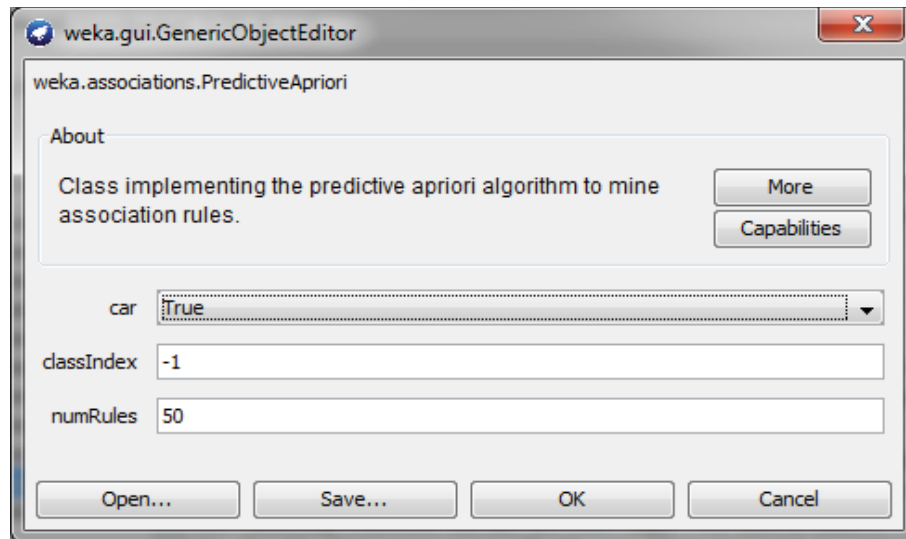 weka.gui.GenericObjectEditor
X
weka.associations.PredictiveApriori
About
Class implementing the predictive apriori algorithm to mine
association rules.
More
Capabilities
car True
classIndex -1
numRules 50
Open... Save... OK Cancel